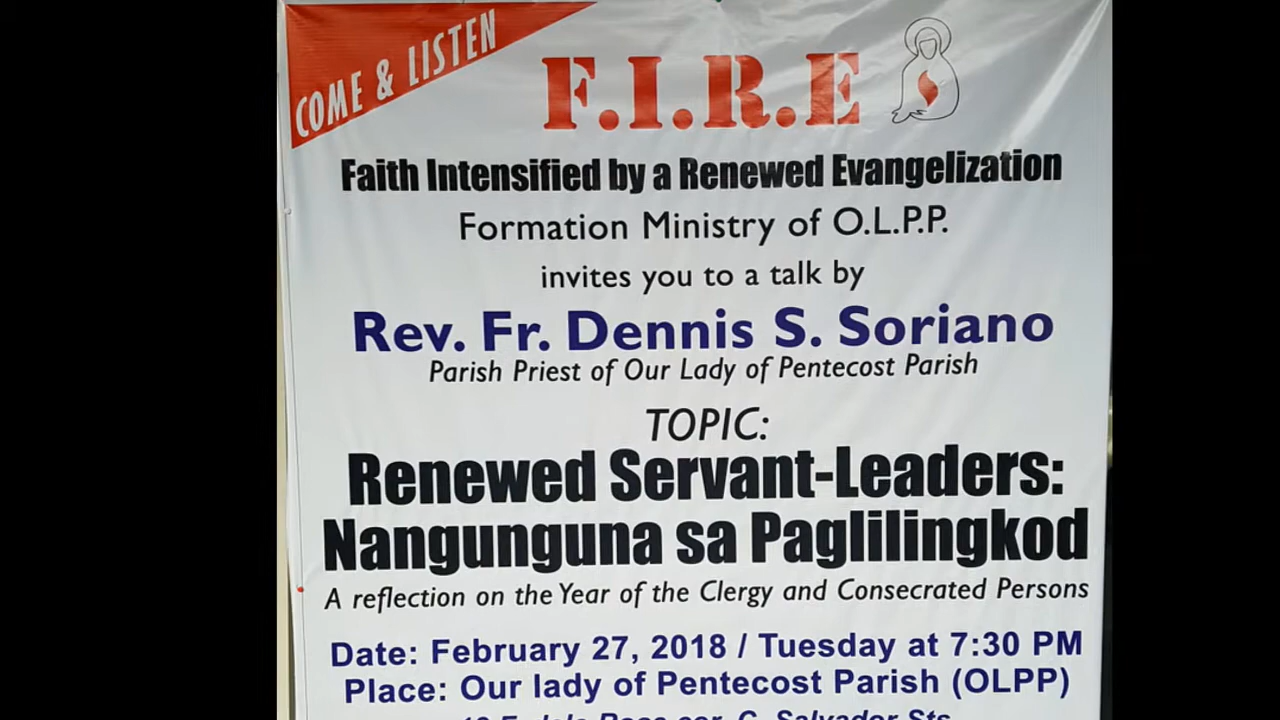 COME & LISTEN
F.I.R.E
Faith Intensified by a Renewed Evangelization
Formation Ministry of O.L.P.P.
invites you to a talk by
Rev. Fr. Dennis S. Soriano
Parish Priest of Our Lady of Pentecost Parish
TOPIC:
Renewed Servant-Leaders:
Nangunguna sa Paglilingkod
A reflection on the Year of the Clergy and Consecrated Persons
Date: February 27, 2018 / Tuesday at 7:30 PM
Place: Our lady of Pentecost Parish (OLPP)
cor. C. Salvador Sts.